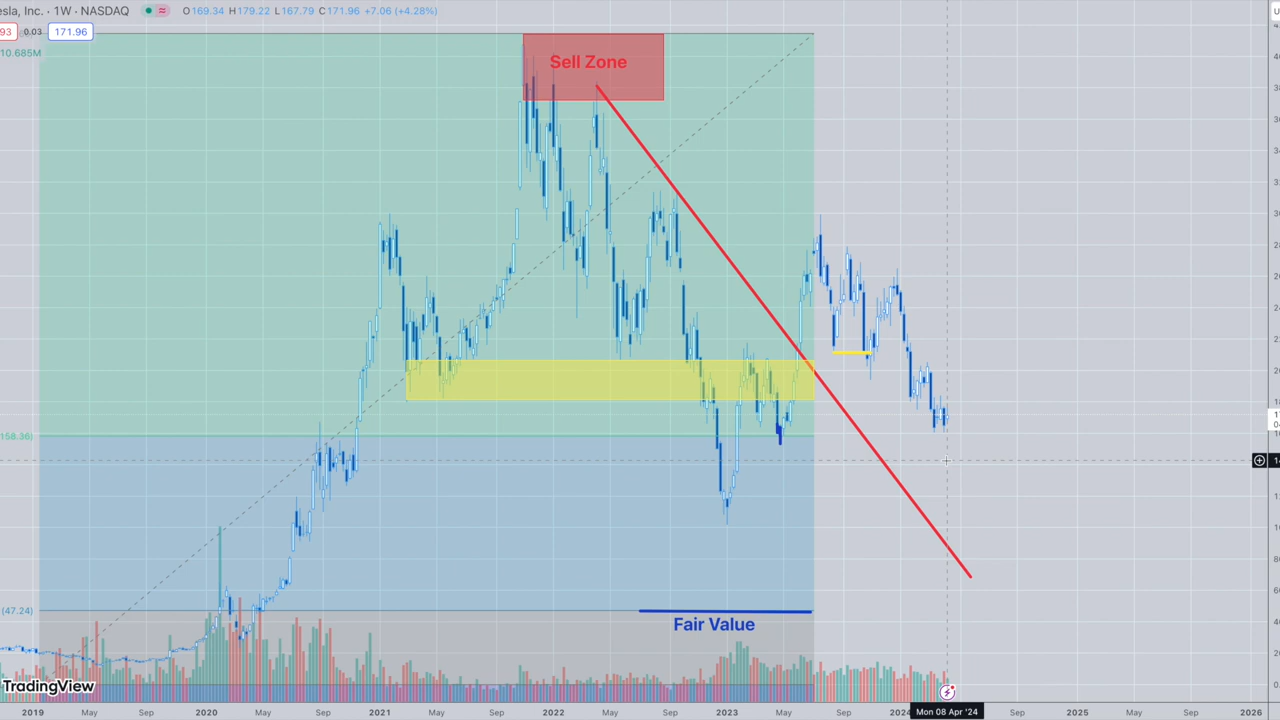 esla, Inc. · 1W · NASDAQ O169.34 H179.22 L167.79 C171.96 +7.06 (+4.28%)
93 0.03 171.96
10.685M
Sell Zone
158.36)
(47.24)
Fair Value
TradingView
2019 May Sep 2020 May Sep 2021 May Sep 2022 May Sep 2023 May Sep 2024 Mon 08 Apr '24 Sep 2025 May Sep 2026